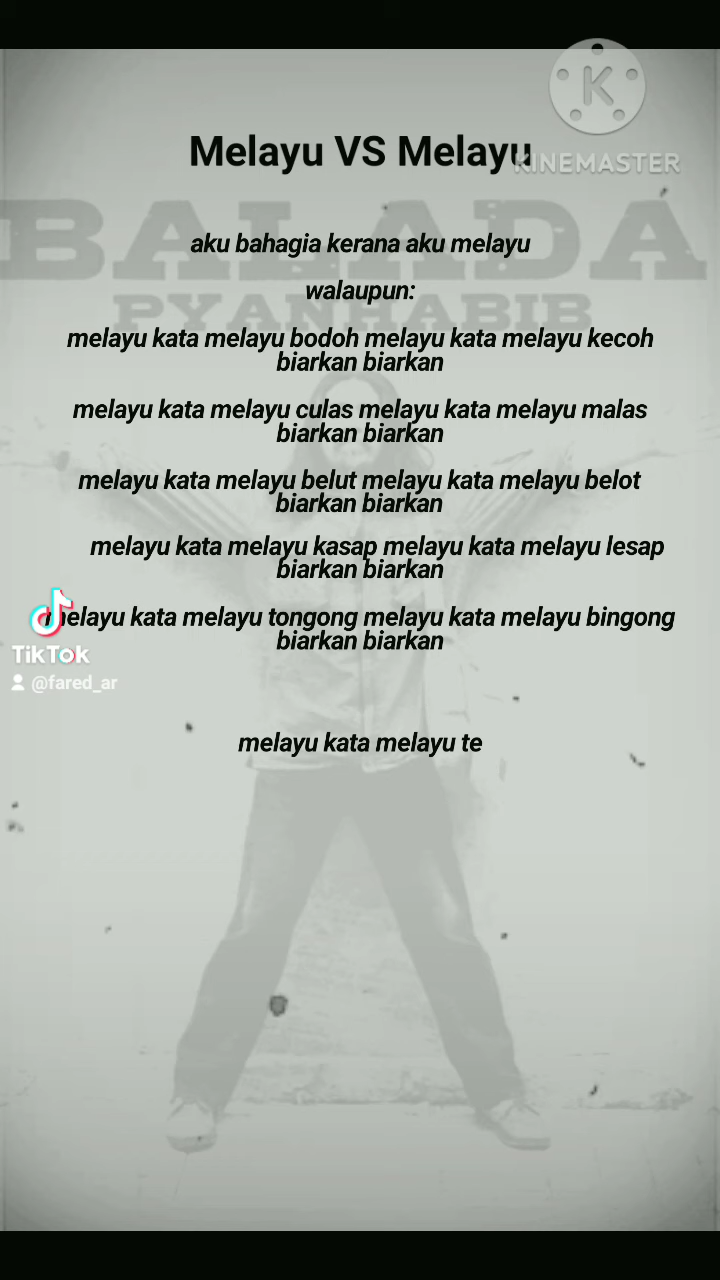 KINEMASTER
Melayu VS Melayu
BALADA
PYANHABIB
aku bahagia kerana aku melayu
walaupun:
melayu kata melayu bodoh melayu kata melayu kecoh
biarkan biarkan
melayu kata melayu culas melayu kata melayu malas
biarkan biarkan
melayu kata melayu belut melayu kata melayu belot
biarkan biarkan
melayu kata melayu kasap melayu kata melayu lesap
biarkan biarkan
melayu kata melayu tongong melayu kata melayu bingong
biarkan biarkan
TikTok
@fared_ar
melayu kata melayu te